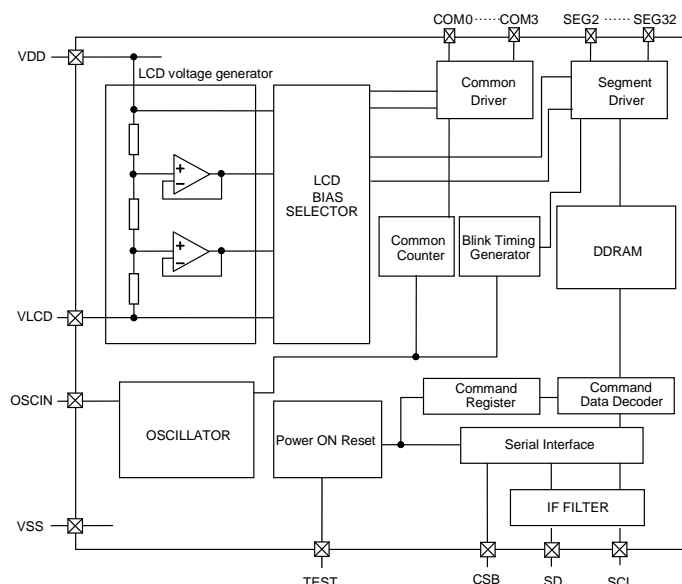 COM0 ...... COM3
SEG2 ...... SEG32
VDD
LCD voltage generator
Common
Driver
Segment
Driver
+
−
LCD
BIAS
SELECTOR
+
−
Common
Counter
Blink Timing
Generator
DDRAM
VLCD
OSCIN
OSCILLATOR
Power ON Reset
Command
Register
Command
Data Decoder
Serial Interface
IF FILTER
VSS
TEST
CSB
SD
SCL